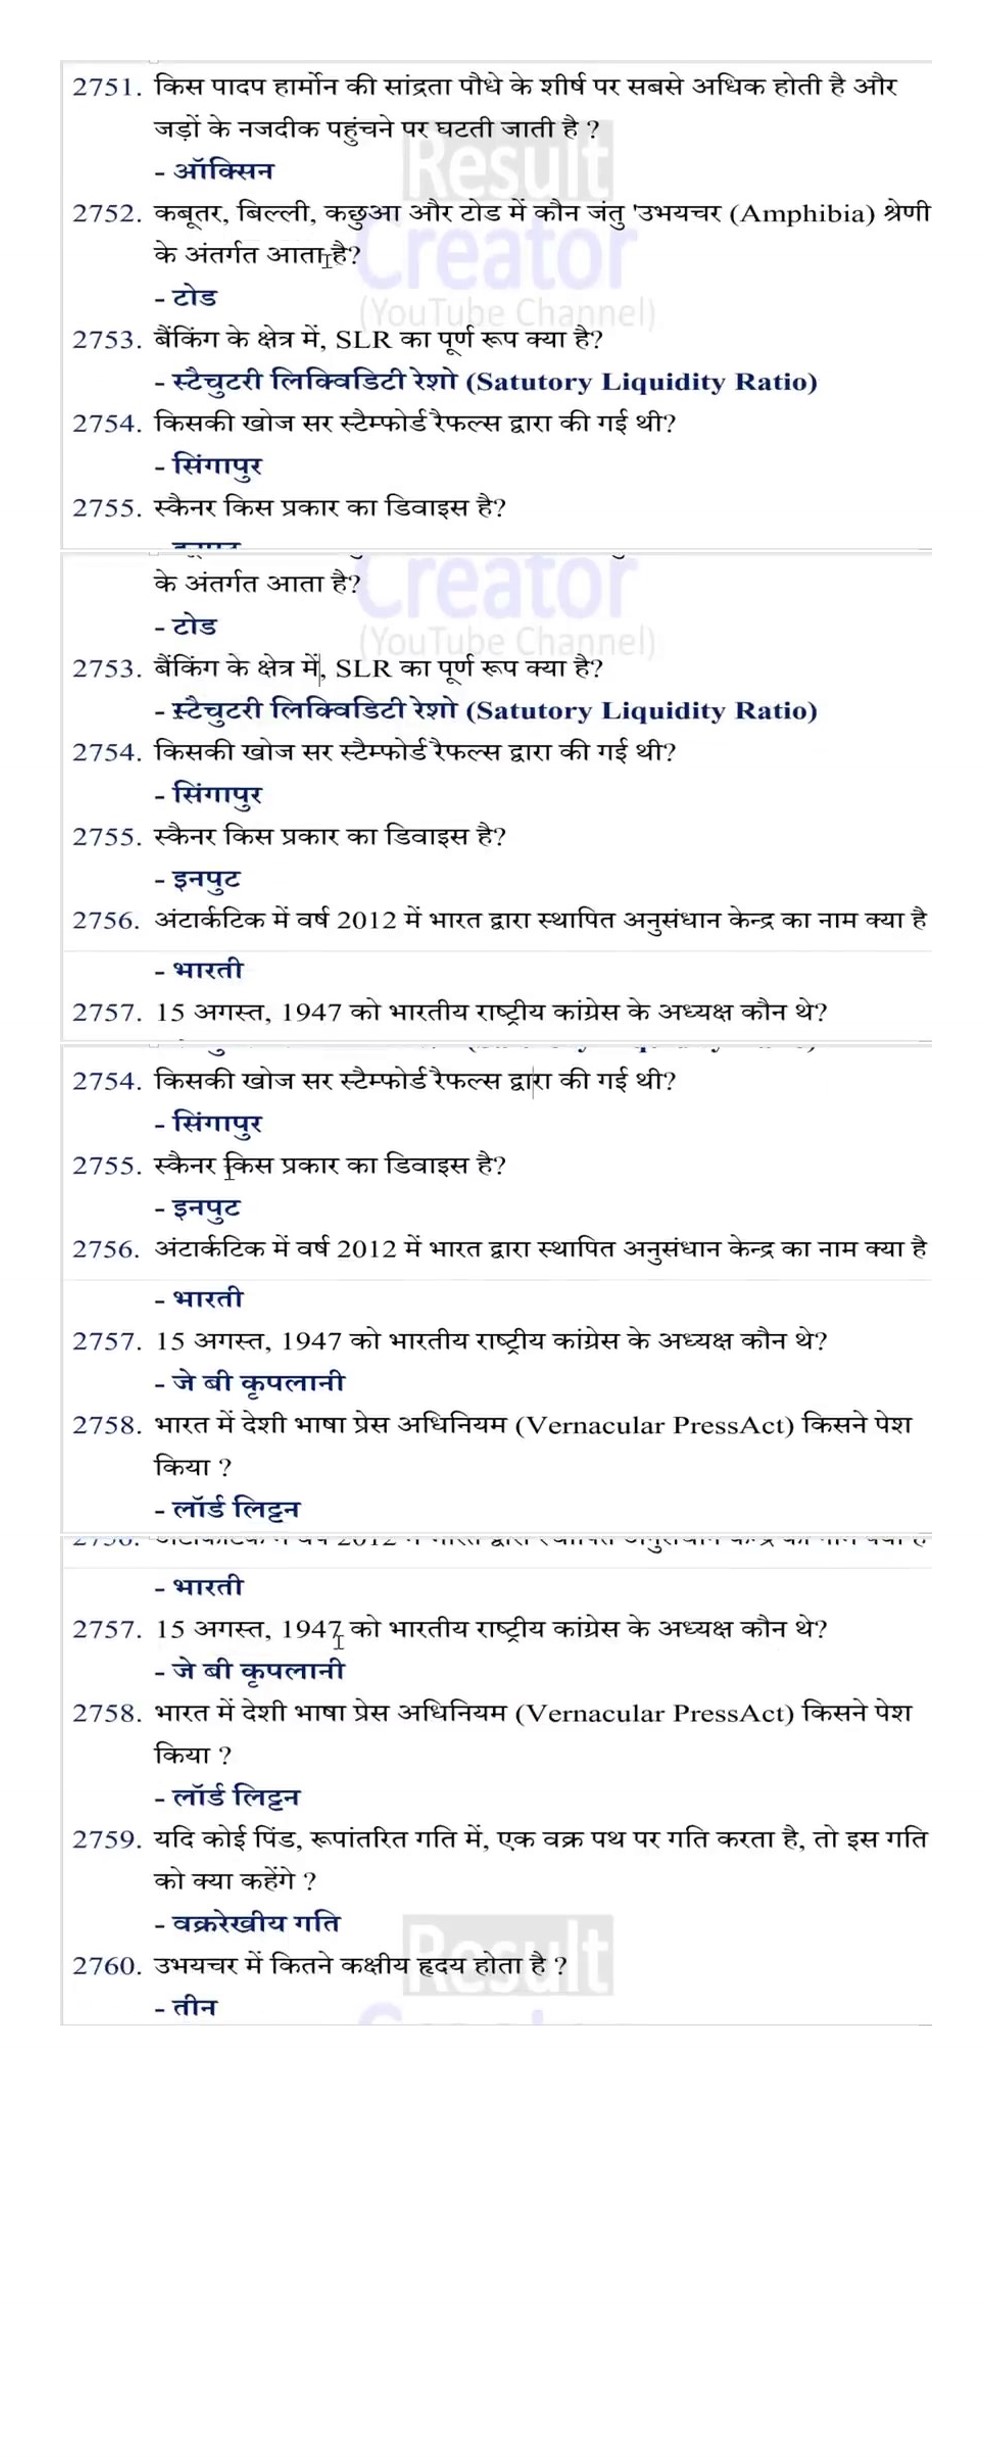 2751. किस पादप हार्मोन की सांद्रता पौधे के शीर्ष पर सबसे अधिक होती है और
जड़ों के नजदीक पहुंचने पर घटती जाती है ?
Result
- ऑक्सिन
2752. कबूतर, बिल्ली, कछुआ और टोड में कौन जंतु 'उभयचर (Amphibia) श्रेणी
के अंतर्गत आता है?
Creator
- टोड
(YouTube Channel)
2753. बैंकिंग के क्षेत्र में, SLR का पूर्ण रूप क्या है?
- स्टैचुटरी लिक्विडिटी रेशो (Satutory Liquidity Ratio)
2754. किसकी खोज सर स्टैम्फोर्ड रैफल्स द्वारा की गई थी?
- सिंगापुर
2755. स्कैनर किस प्रकार का डिवाइस है?
Creator
के अंतर्गत आता है?
- टोड
(YouTube Channel)
2753. बैंकिंग के क्षेत्र में, SLR का पूर्ण रूप क्या है?
- स्टैचुटरी लिक्विडिटी रेशो (Satutory Liquidity Ratio)
2754. किसकी खोज सर स्टैम्फोर्ड रैफल्स द्वारा की गई थी?
- सिंगापुर
2755. स्कैनर किस प्रकार का डिवाइस है?
- इनपुट
2756. अंटार्कटिक में वर्ष 2012 में भारत द्वारा स्थापित अनुसंधान केन्द्र का नाम क्या है
- भारती
2757. 15 अगस्त, 1947 को भारतीय राष्ट्रीय कांग्रेस के अध्यक्ष कौन थे?
2754. किसकी खोज सर स्टैम्फोर्ड रैफल्स द्वारा की गई थी?
- सिंगापुर
2755. स्कैनर किस प्रकार का डिवाइस है?
- इनपुट
2756. अंटार्कटिक में वर्ष 2012 में भारत द्वारा स्थापित अनुसंधान केन्द्र का नाम क्या है
- भारती
2757. 15 अगस्त, 1947 को भारतीय राष्ट्रीय कांग्रेस के अध्यक्ष कौन थे?
- जे बी कृपलानी
2758. भारत में देशी भाषा प्रेस अधिनियम (Vernacular PressAct) किसने पेश
किया ?
- लॉर्ड लिट्टन
- भारती
2757. 15 अगस्त, 1947 को भारतीय राष्ट्रीय कांग्रेस के अध्यक्ष कौन थे?
- जे बी कृपलानी
2758. भारत में देशी भाषा प्रेस अधिनियम (Vernacular PressAct) किसने पेश
किया ?
- लॉर्ड लिट्टन
2759. यदि कोई पिंड, रूपांतरित गति में, एक वक्र पथ पर गति करता है, तो इस गति
को क्या कहेंगे ?
- वक्ररेखीय गति
Result
2760. उभयचर में कितने कक्षीय हृदय होता है ?
- तीन